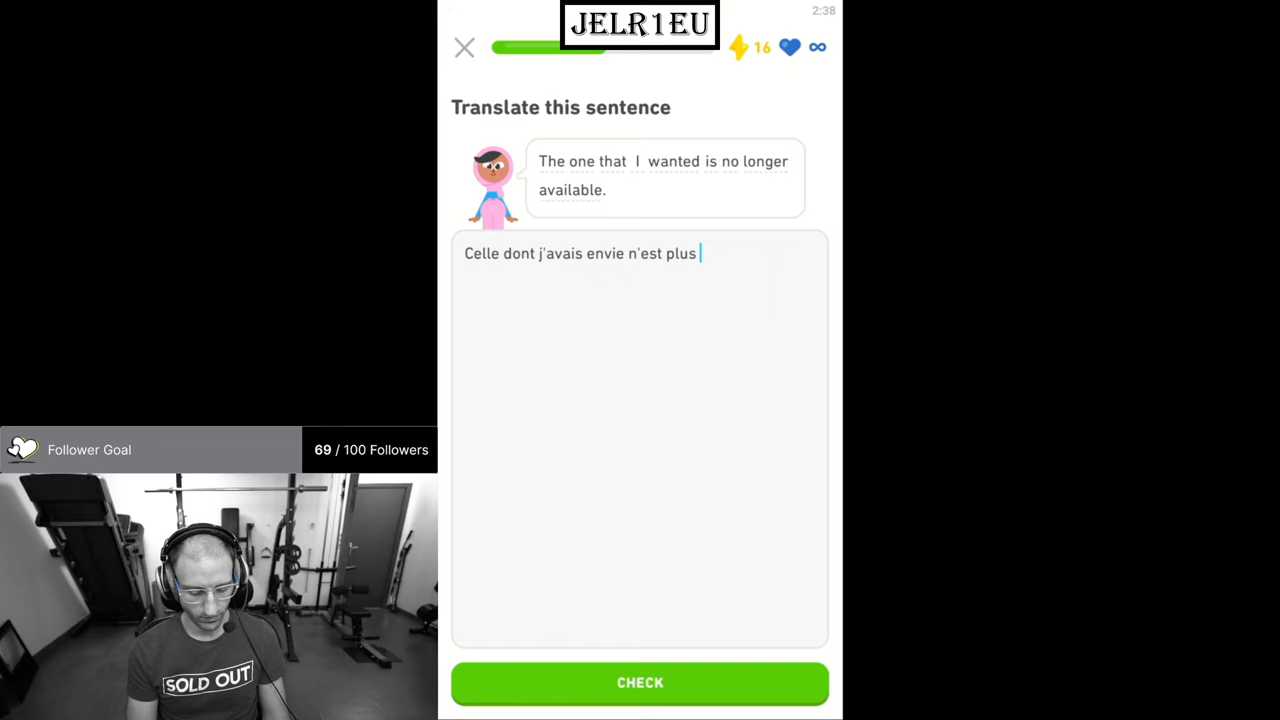 2:38
JELR1EU
16
∞
Translate this sentence
The one that I wanted is no longer
available.
Celle dont j'avais envie n'est plus
Follower Goal
69 / 100 Followers
SOLD OUT
CHECK